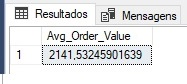 Resultados Mensagens
Avg_Order_Value
1 2141,53245901639